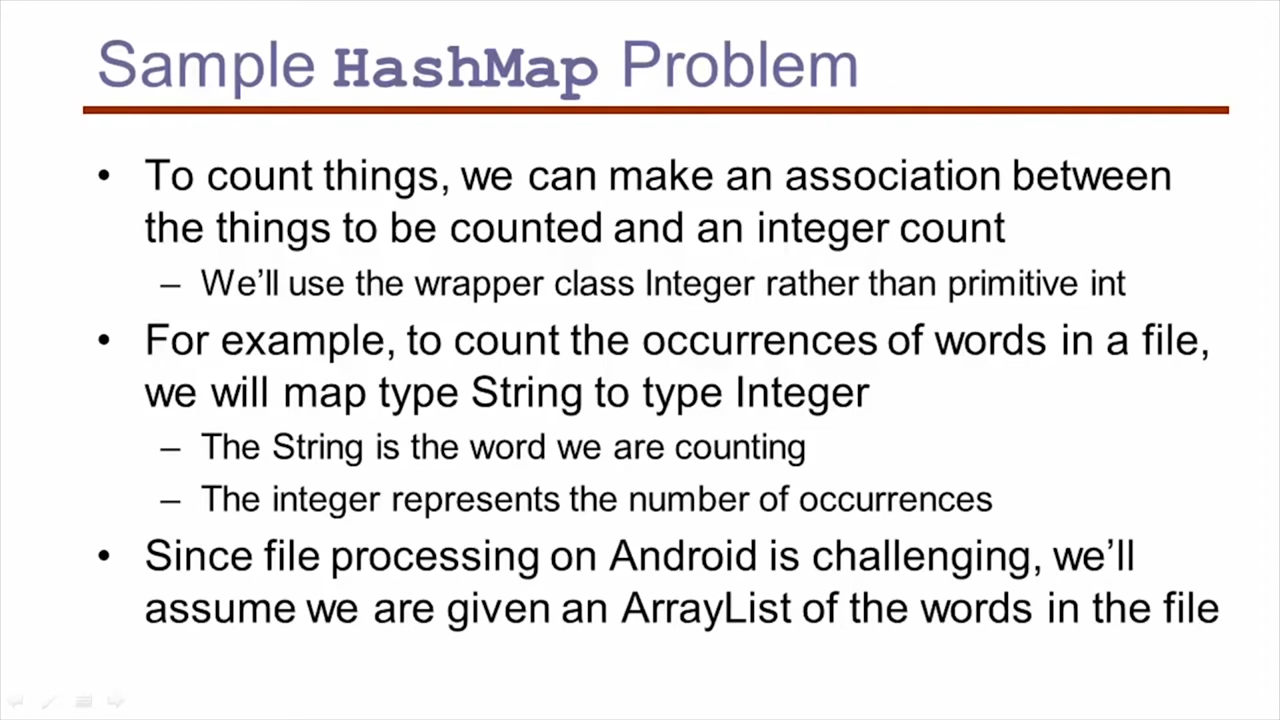 Sample HashMap Problem
• To count things, we can make an association between
the things to be counted and an integer count
– We’ll use the wrapper class Integer rather than primitive int
• For example, to count the occurrences of words in a file,
we will map type String to type Integer
– The String is the word we are counting
– The integer represents the number of occurrences
• Since file processing on Android is challenging, we’ll
assume we are given an ArrayList of the words in the file